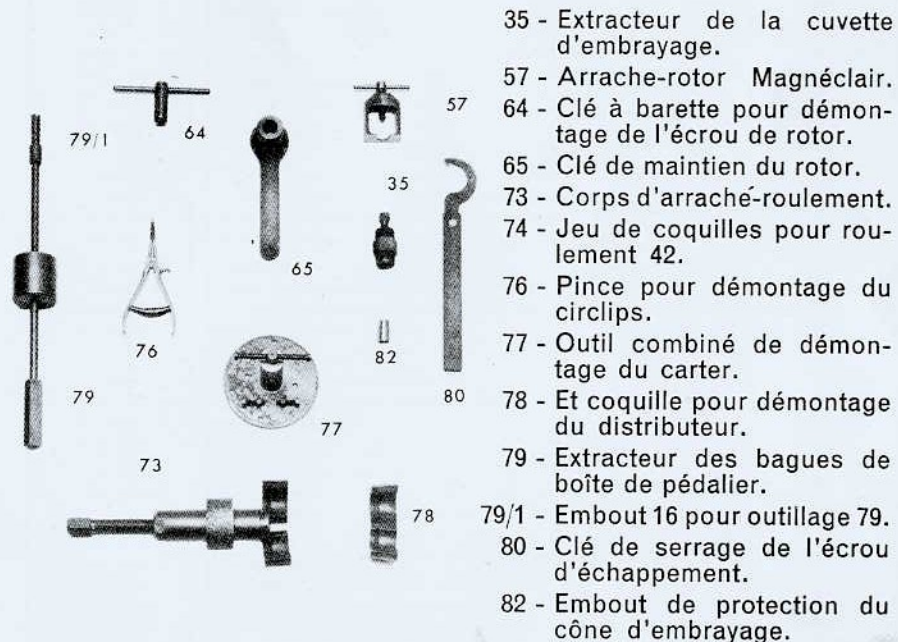 79/1
64
57
65
35
76
82
79
77
80
73
78
35 - Extracteur de la cuvette
d'embrayage.
57 - Arrache-rotor Magnéclair.
64 - Clé à barette pour démon-
tage de l'écrou de rotor.
65 - Clé de maintien du rotor.
73 - Corps d'arraché-roulement.
74 - Jeu de coquilles pour rou-
lement 42.
76 - Pince pour démontage du
circlips.
77 - Outil combiné de démon-
tage du carter.
78 - Et coquille pour démontage
du distributeur.
79 - Extracteur des bagues de
boîte de pédalier.
79/1 - Embout 16 pour outillage 79.
80 - Clé de serrage de l'écrou
d'échappement.
82 - Embout de protection du
cône d'embrayage.